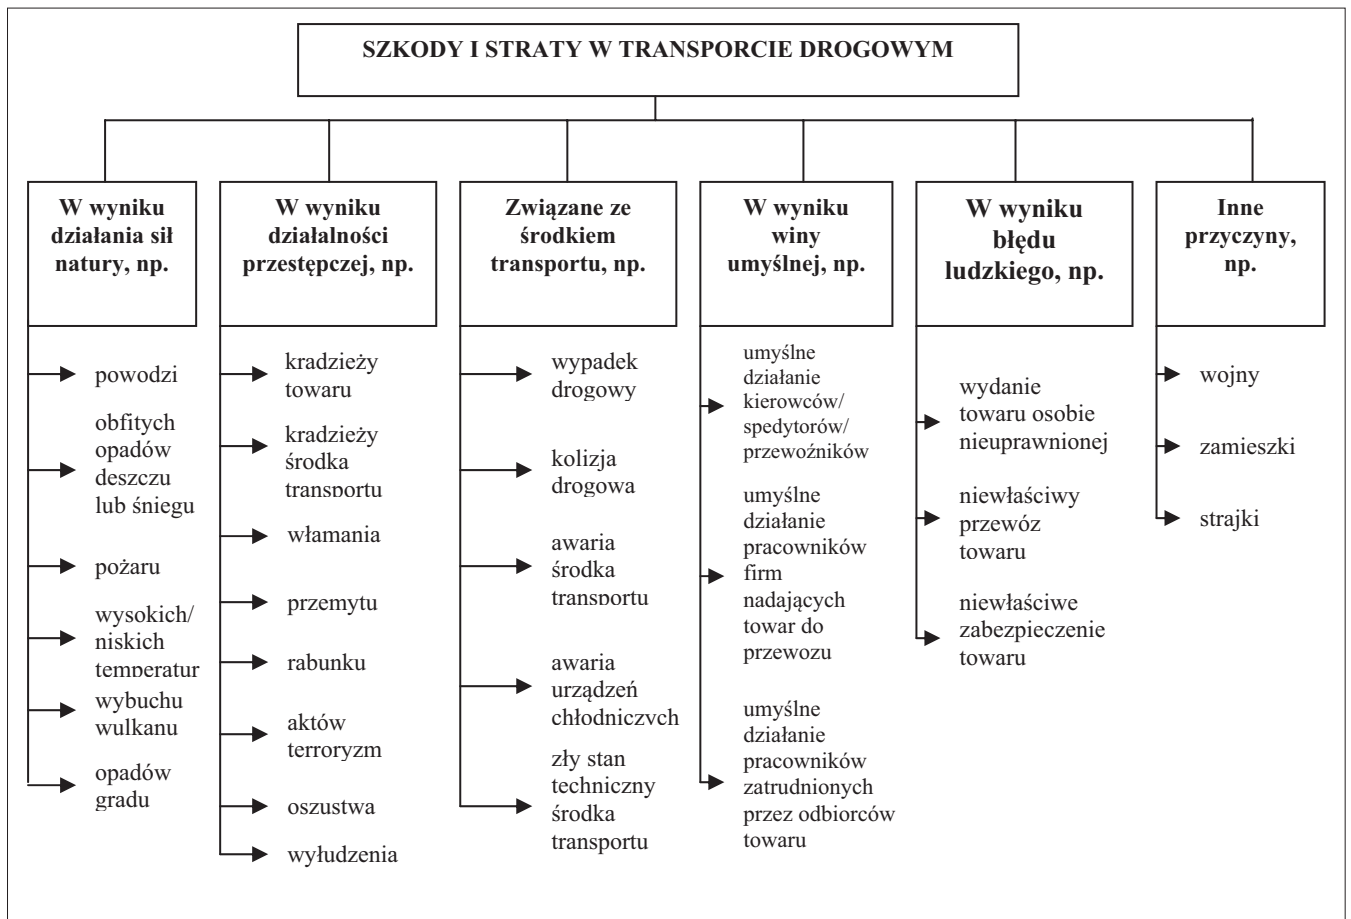 SZKODY I STRATY W TRANSPORCIE DROGOWYM
W wyniku
działania sił
natury, np.
powodzi
obfitych
opadów
deszczu
lub śniegu
pożaru
wysokich/
niskich
temperatur
wybuchu
wulkanu
opadów
gradu
W wyniku
działalności
przestępczej, np.
kradzieży
towaru
kradzieży
środka
transportu
włamania
przemytu
rabunku
aktów
terroryzm
oszustwa
wyłudzenia
Związane ze
środkiem
transportu, np.
wypadek
drogowy
kolizja
drogowa
awaria
środka
transportu
awaria
urządzeń
chłodniczych
zły stan
techniczny
środka
transportu
W wyniku
winy
umyślnej, np.
umyślne
działanie
kierowców/
spedytorów/
przewoźników
umyślne
działanie
pracowników
firm
nadających
towar do
przewozu
umyślne
działanie
pracowników
zatrudnionych
przez odbiorców
towaru
W wyniku
błędu
ludzkiego, np.
wydanie
towaru osobie
nieuprawnionej
niewłaściwy
przewóz
towaru
niewłaściwe
zabezpieczenie
towaru
Inne
przyczyny,
np.
wojny
zamieszki
strajki